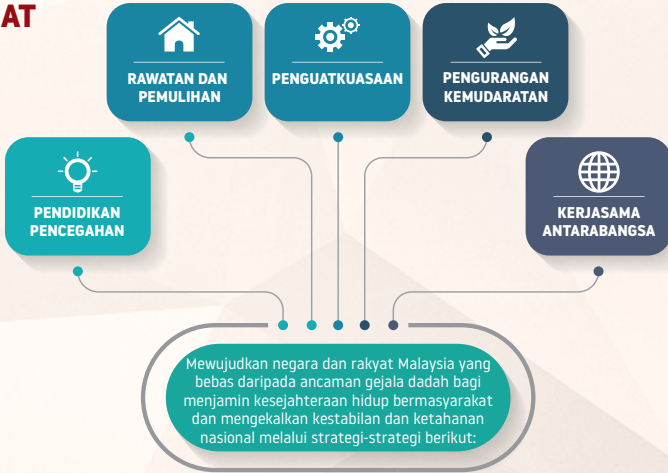 AT
RAWATAN DAN
PEMULIHAN
PENGUATKUASAAN
PENGURANGAN
KEMUDARATAN
PENDIDIKAN
PENCEGAHAN
KERJASAMA
ANTARABANGSA
Mewujudkan negara dan rakyat Malaysia yang
bebas daripada ancaman gejala dadah bagi
menjamin kesejahteraan hidup bermasyarakat
dan mengekalkan kestabilan dan ketahanan
nasional melalui strategi-strategi berikut: